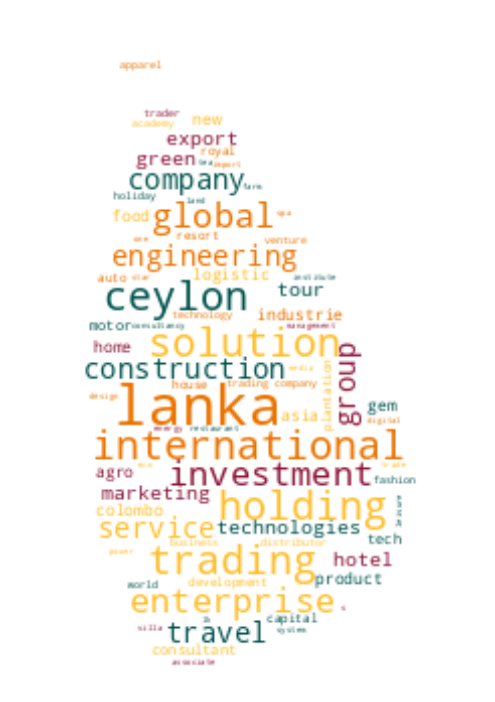 apparel
trader
academy new
export
royal
green tea import
company farm
holiday land
food global spa
one resort venture
engineering
auto star logistic institute
ceylon tour
technology industrie
motor consultancy management
home solution
construction media
house trading company plantation group
design lanka asia gem
digital
energy restaurant
international
agro eco investment trade
fashion
marketing holding
colombo
service technologies
business distributor tech
power trading hotel
world development product
enterprise
villa travel capital
system
consultant
associate